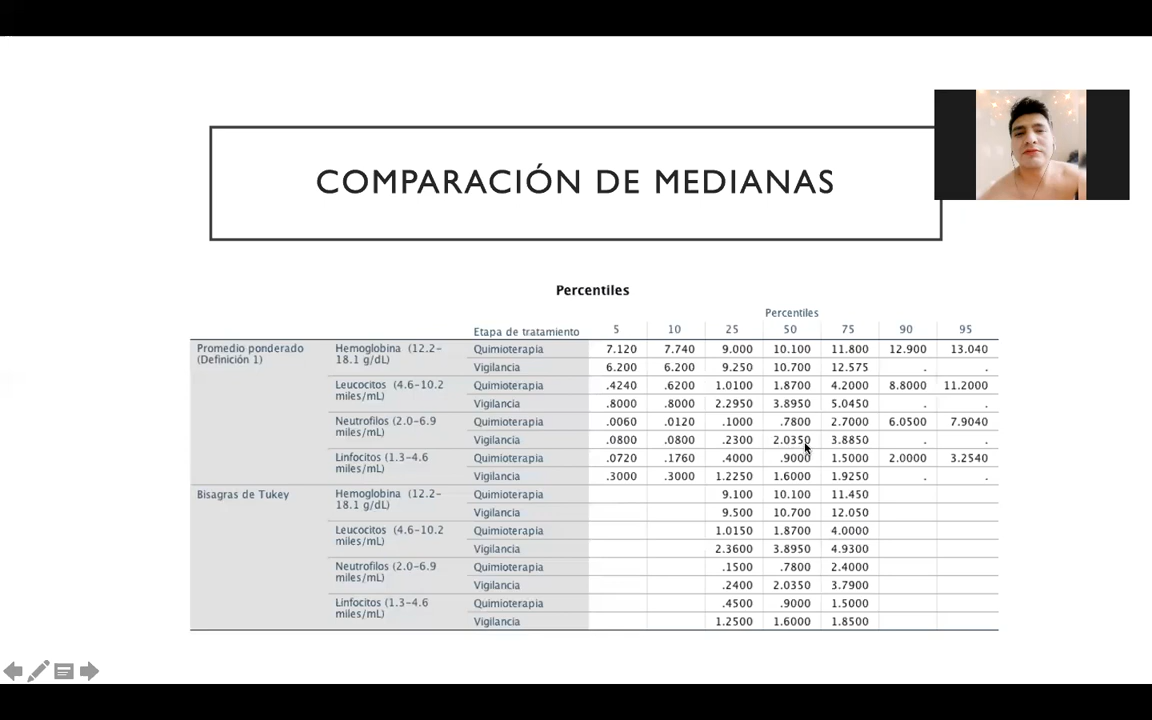 COMPARACIÓN DE MEDIANAS
Percentiles
Percentiles
Etapa de tratamiento 5 10 25 50 75 90 95
Promedio ponderado (Definición 1) Hemoglobina (12.2-18.1 g/dL) Quimioterapia 7.120 7.740 9.000 10.100 11.800 12.900 13.040
Vigilancia 6.200 6.200 9.250 10.700 12.575 . .
Leucocitos (4.6-10.2 miles/mL) Quimioterapia .4240 .6200 1.0100 1.8700 4.2000 8.8000 11.2000
Vigilancia .8000 .8000 2.2950 3.8950 5.0450 . .
Neutrofilos (2.0-6.9 miles/mL) Quimioterapia .0060 .0120 .1000 .7800 2.7000 6.0500 7.9040
Vigilancia .0800 .0800 .2300 2.0350 3.8850 . .
Linfocitos (1.3-4.6 miles/mL) Quimioterapia .0720 .1760 .4000 .9000 1.5000 2.0000 3.2540
Vigilancia .3000 .3000 1.2250 1.6000 1.9250 . .
Bisagras de Tukey Hemoglobina (12.2-18.1 g/dL) Quimioterapia 9.100 10.100 11.450
Vigilancia 9.500 10.700 12.050
Leucocitos (4.6-10.2 miles/mL) Quimioterapia 1.0150 1.8700 4.0000
Vigilancia 2.3600 3.8950 4.9300
Neutrofilos (2.0-6.9 miles/mL) Quimioterapia .1500 .7800 2.4000
Vigilancia .2400 2.0350 3.7900
Linfocitos (1.3-4.6 miles/mL) Quimioterapia .4500 .9000 1.5000
Vigilancia 1.2500 1.6000 1.8500